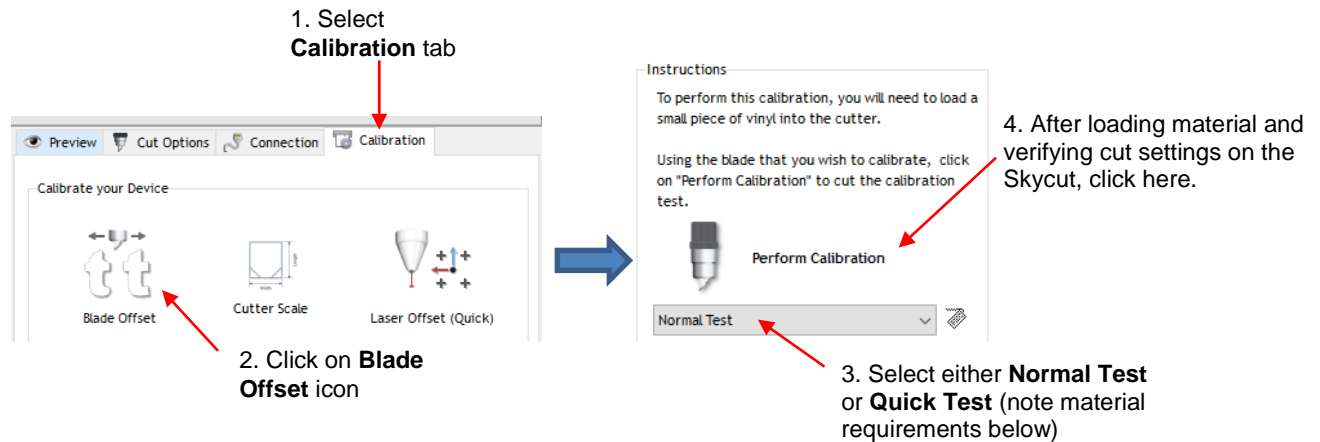 1. Select
Calibration tab
Preview Cut Options Connection Calibration
Calibrate your Device
Blade Offset
Cutter Scale
Laser Offset (Quick)
2. Click on Blade
Offset icon
Instructions
To perform this calibration, you will need to load a
small piece of vinyl into the cutter.
Using the blade that you wish to calibrate, click
on "Perform Calibration" to cut the calibration
test.
Perform Calibration
Normal Test
4. After loading material and
verifying cut settings on the
Skycut, click here.
3. Select either Normal Test
or Quick Test (note material
requirements below)